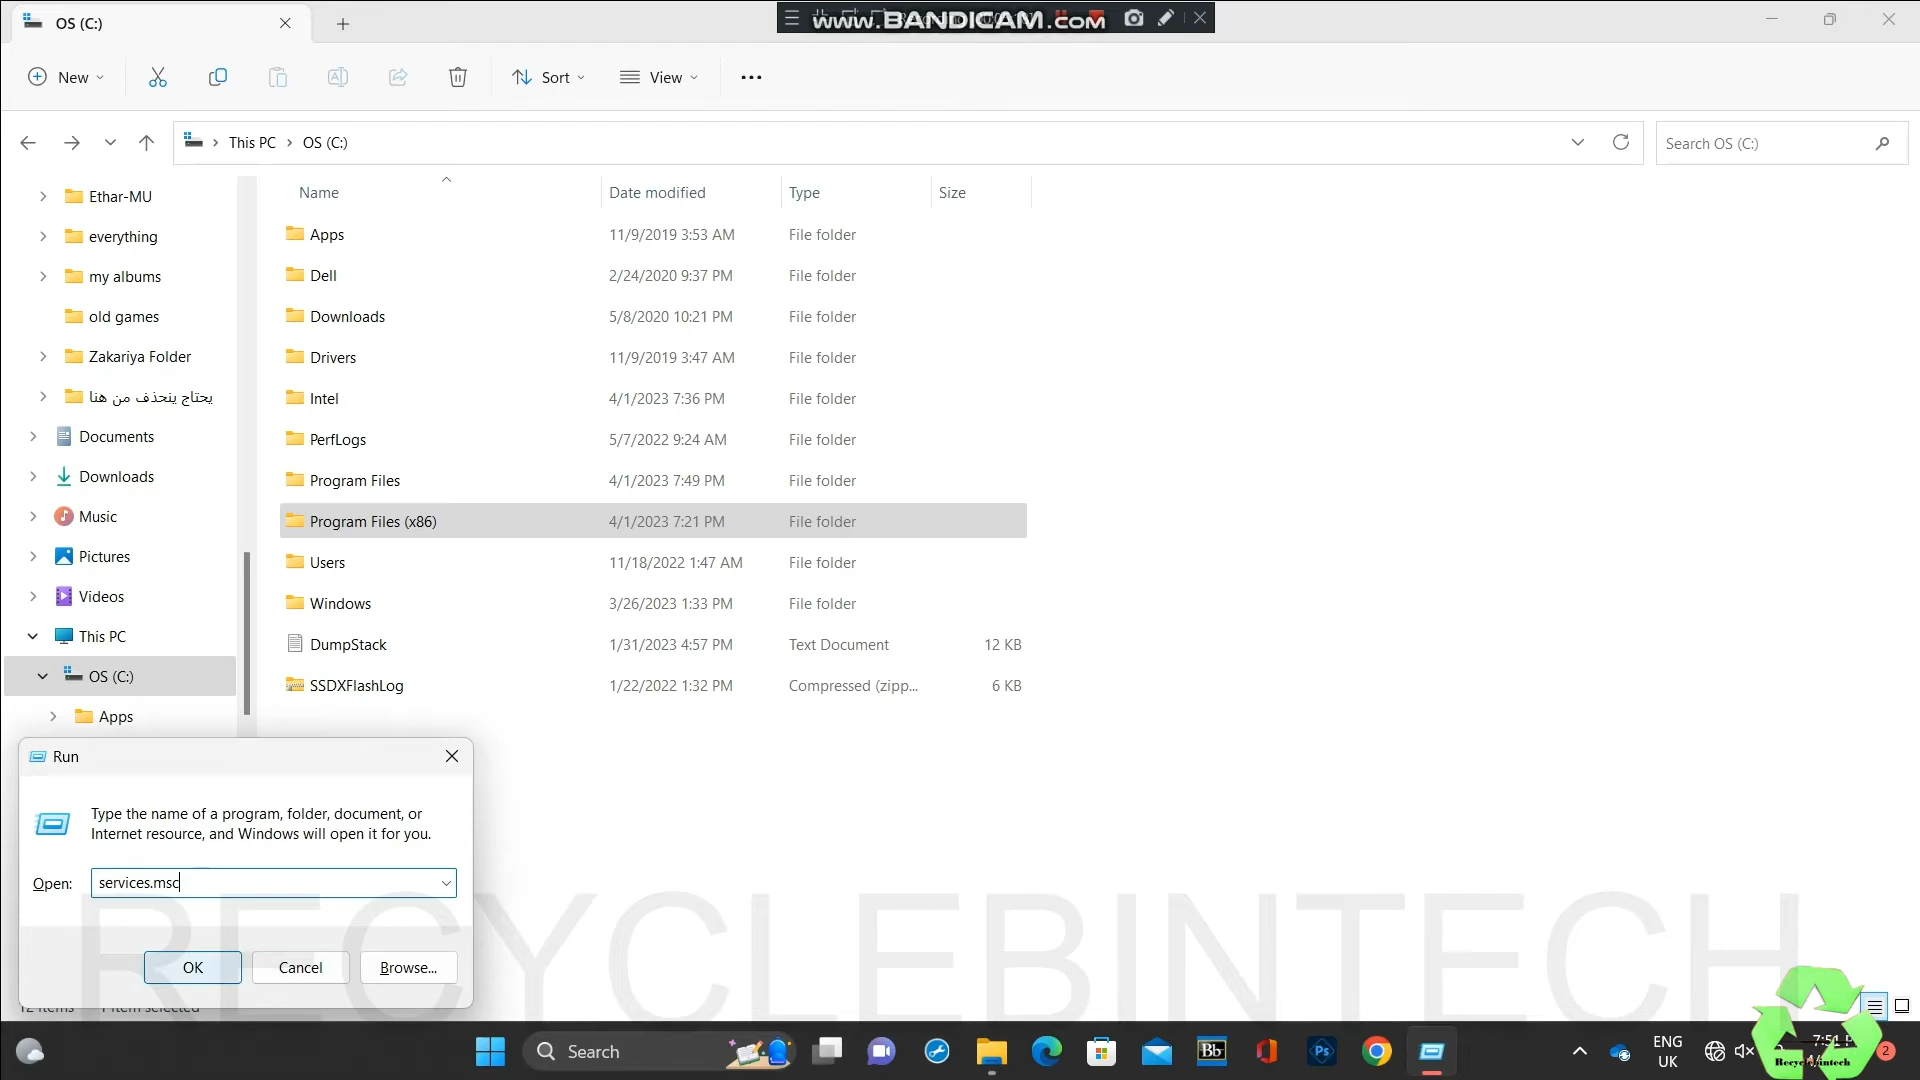 OS (C:)
www.BANDICAM.com
New
Sort
View
This PC
OS (C:)
Search OS (C:)
Name
Date modified
Type
Size
Ethar-MU
everything
my albums
old games
Zakariya Folder
يحتاج ينحذف من هنا
Documents
Downloads
Music
Pictures
Videos
This PC
OS (C:)
Apps
Apps 11/9/2019 3:53 AM File folder
Dell 2/24/2020 9:37 PM File folder
Downloads 5/8/2020 10:21 PM File folder
Drivers 11/9/2019 3:47 AM File folder
Intel 4/1/2023 7:36 PM File folder
PerfLogs 5/7/2022 9:24 AM File folder
Program Files 4/1/2023 7:49 PM File folder
Program Files (x86) 4/1/2023 7:21 PM File folder
Users 11/18/2022 1:47 AM File folder
Windows 3/26/2023 1:33 PM File folder
DumpStack 1/31/2023 4:57 PM Text Document 12 KB
SSDXFlashLog 1/22/2022 1:32 PM Compressed (zipp... 6 KB
Run
Type the name of a program, folder, document, or
Internet resource, and Windows will open it for you.
Open: services.msc
OK
Cancel
Browse...
12 items 1 item selected
RECYCLEBINTECH
Search
Bb
Ps
ENG
UK
7:51
2
Recyclebintech